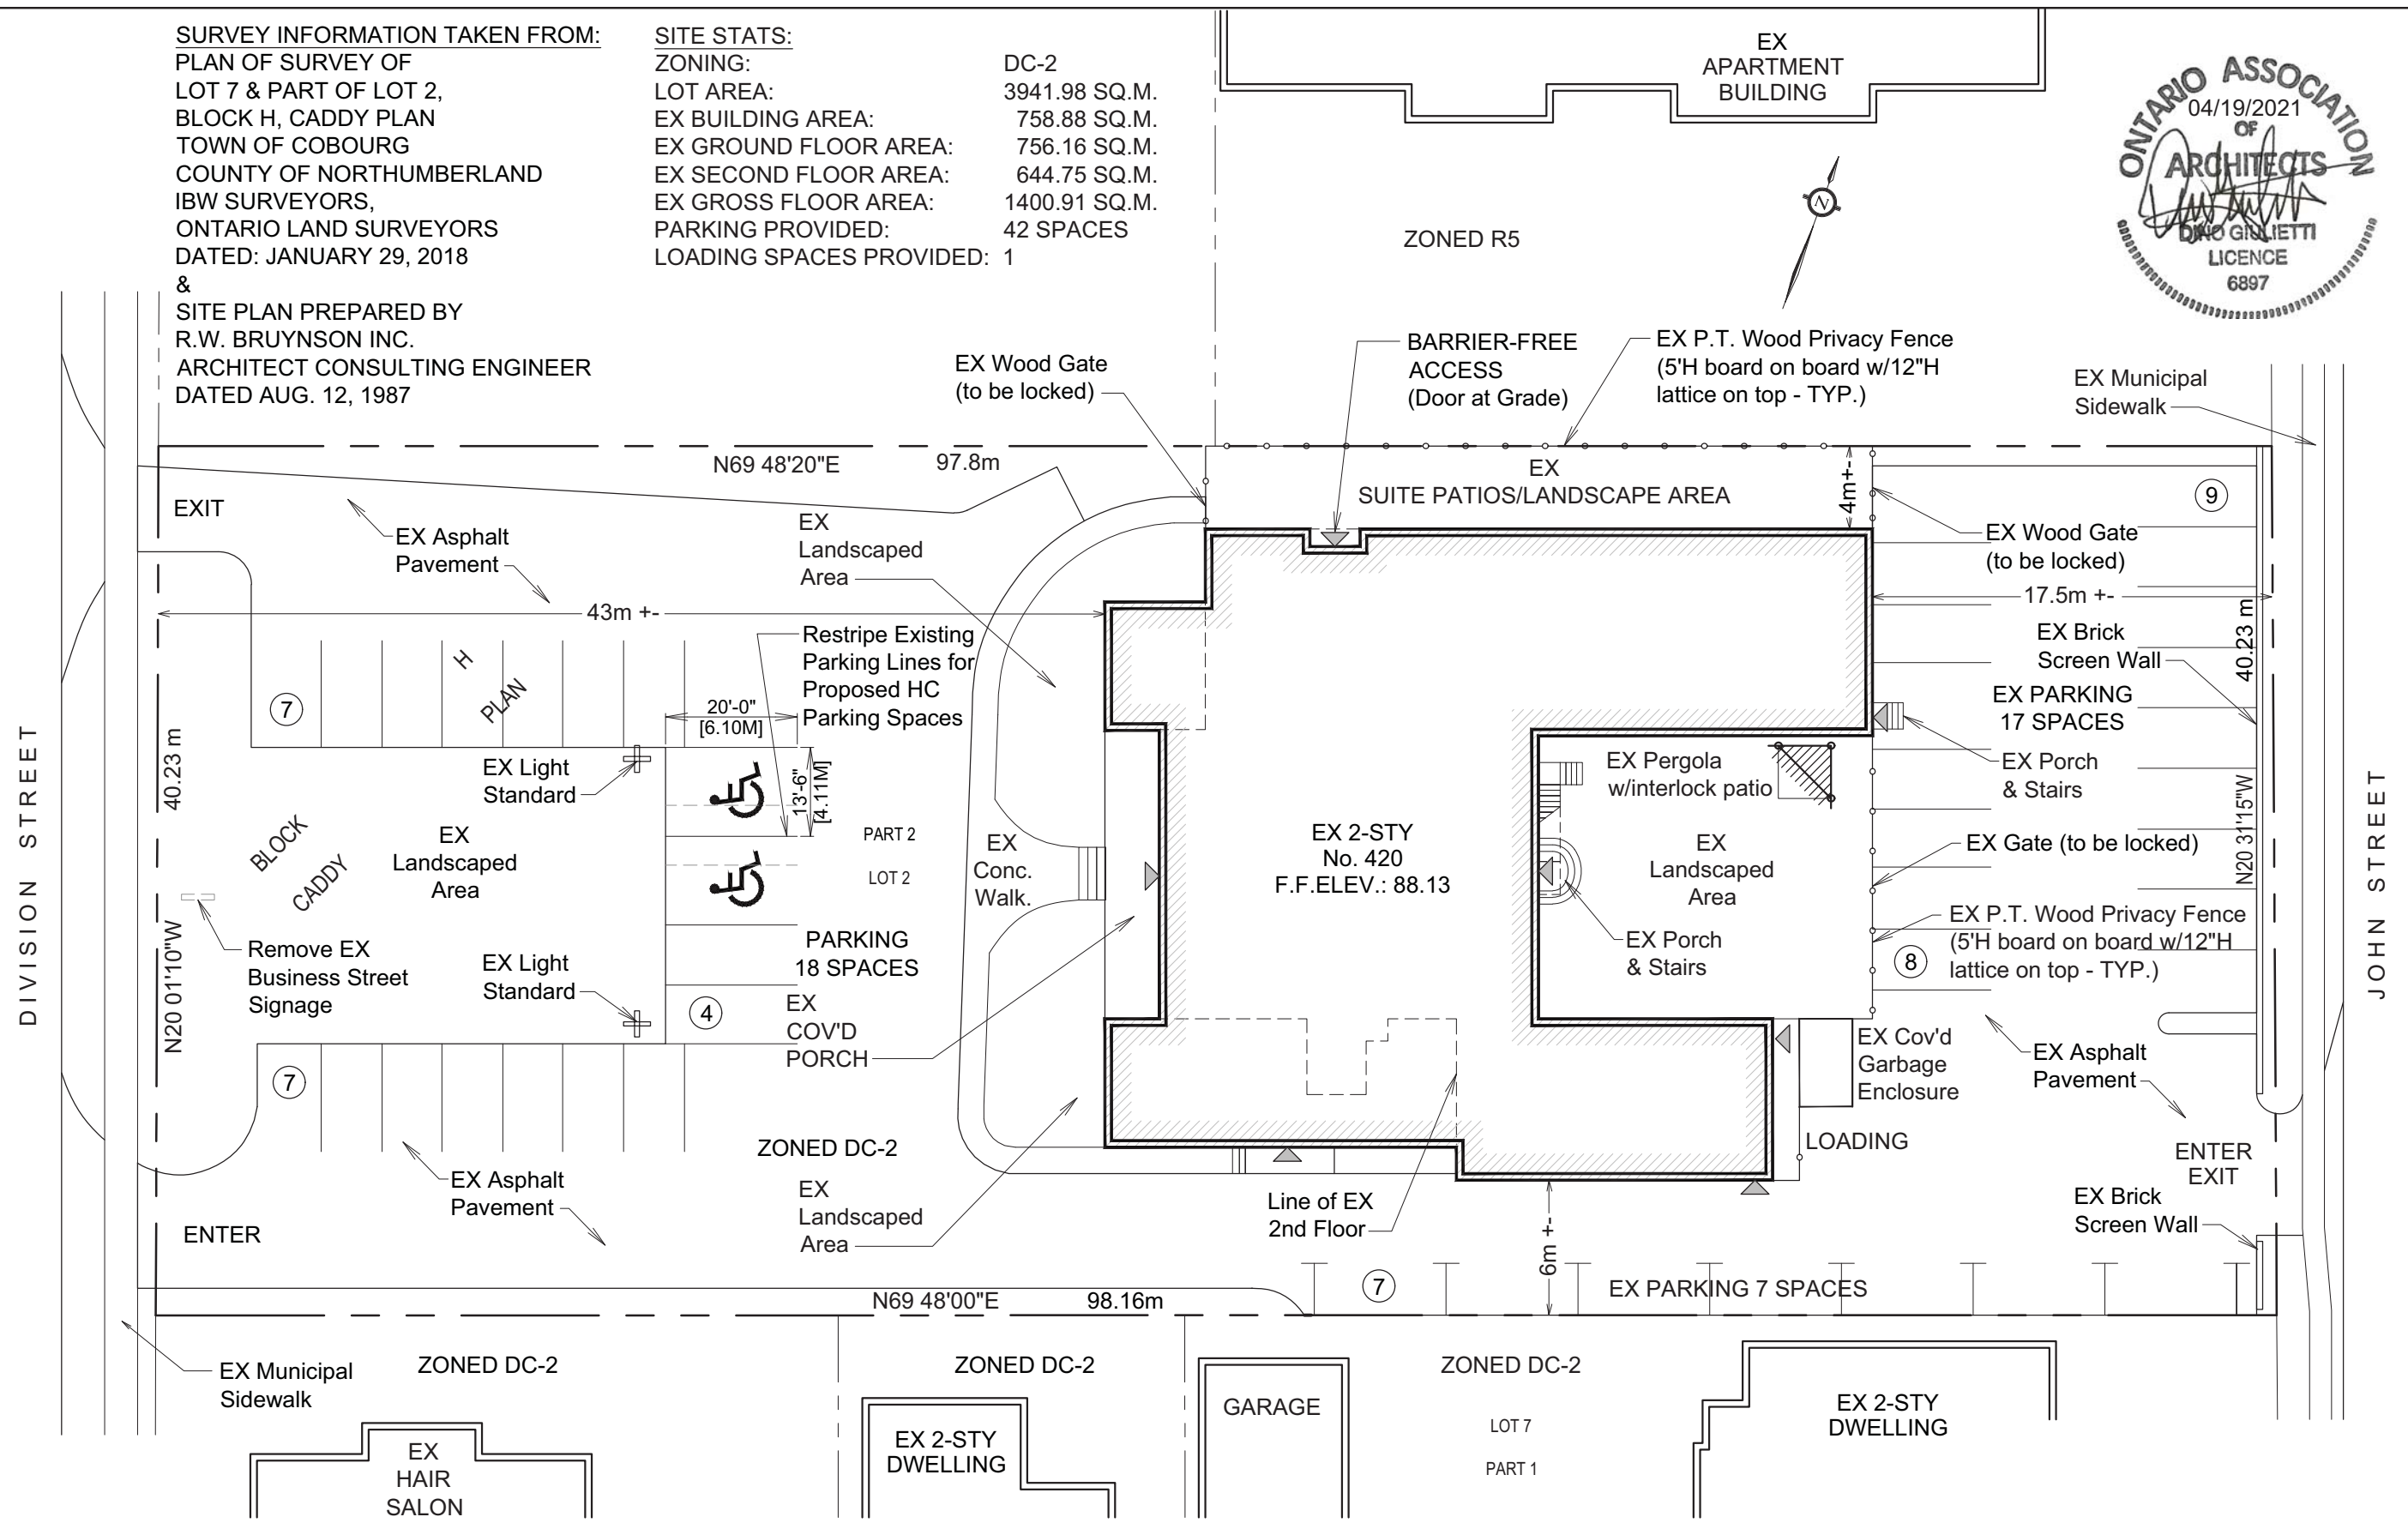 SURVEY INFORMATION TAKEN FROM:
PLAN OF SURVEY OF
LOT 7 & PART OF LOT 2,
BLOCK H, CADDY PLAN
TOWN OF COBOURG
COUNTY OF NORTHUMBERLAND
IBW SURVEYORS,
ONTARIO LAND SURVEYORS
DATED: JANUARY 29, 2018
&
SITE PLAN PREPARED BY
R.W. BRUYNSON INC.
ARCHITECT CONSULTING ENGINEER
DATED AUG. 12, 1987
SITE STATS:
ZONING: DC-2
LOT AREA: 3941.98 SQ.M.
EX BUILDING AREA: 758.88 SQ.M.
EX GROUND FLOOR AREA: 756.16 SQ.M.
EX SECOND FLOOR AREA: 644.75 SQ.M.
EX GROSS FLOOR AREA: 1400.91 SQ.M.
PARKING PROVIDED: 42 SPACES
LOADING SPACES PROVIDED: 1
EX
APARTMENT
BUILDING
ONTARIO ASSOCIATION
04/19/2021
OF
ARCHITECTS
DINO GIULIETTI
LICENCE
6897
N
ZONED R5
EX Wood Gate
(to be locked)
BARRIER-FREE
ACCESS
(Door at Grade)
EX P.T. Wood Privacy Fence
(5'H board on board w/12"H
lattice on top - TYP.)
EX Municipal
Sidewalk
N69 48'20"E 97.8m
EX
SUITE PATIOS/LANDSCAPE AREA
4m+-
9
EXIT
EX Asphalt
Pavement
EX
Landscaped
Area
EX Wood Gate
(to be locked)
43m +-
17.5m +-
40.23 m
Restripe Existing
Parking Lines for
Proposed HC
Parking Spaces
EX Brick
Screen Wall
EX PARKING
17 SPACES
H
PLAN
7
20'-0"
[6.10M]
13'-6"
[4.11M]
DIVISION STREET
40.23 m
N20 01'10"W
EX Light
Standard
BLOCK
CADDY
EX
Landscaped
Area
PART 2
LOT 2
EX
Conc.
Walk.
EX 2-STY
No. 420
F.F.ELEV.: 88.13
EX Pergola
w/interlock patio
EX
Landscaped
Area
EX Porch
& Stairs
EX Porch
& Stairs
EX Gate (to be locked)
N20 31'15"W
JOHN STREET
EX P.T. Wood Privacy Fence
(5'H board on board w/12"H
lattice on top - TYP.)
8
Remove EX
Business Street
Signage
EX Light
Standard
PARKING
18 SPACES
4
EX
COV'D
PORCH
7
EX Cov'd
Garbage
Enclosure
EX Asphalt
Pavement
LOADING
ENTER
EXIT
ZONED DC-2
EX Asphalt
Pavement
EX
Landscaped
Area
Line of EX
2nd Floor
6m +-
EX Brick
Screen Wall
ENTER
7
EX PARKING 7 SPACES
N69 48'00"E 98.16m
EX Municipal
Sidewalk
ZONED DC-2
ZONED DC-2
ZONED DC-2
EX
HAIR
SALON
EX 2-STY
DWELLING
GARAGE
LOT 7
PART 1
EX 2-STY
DWELLING